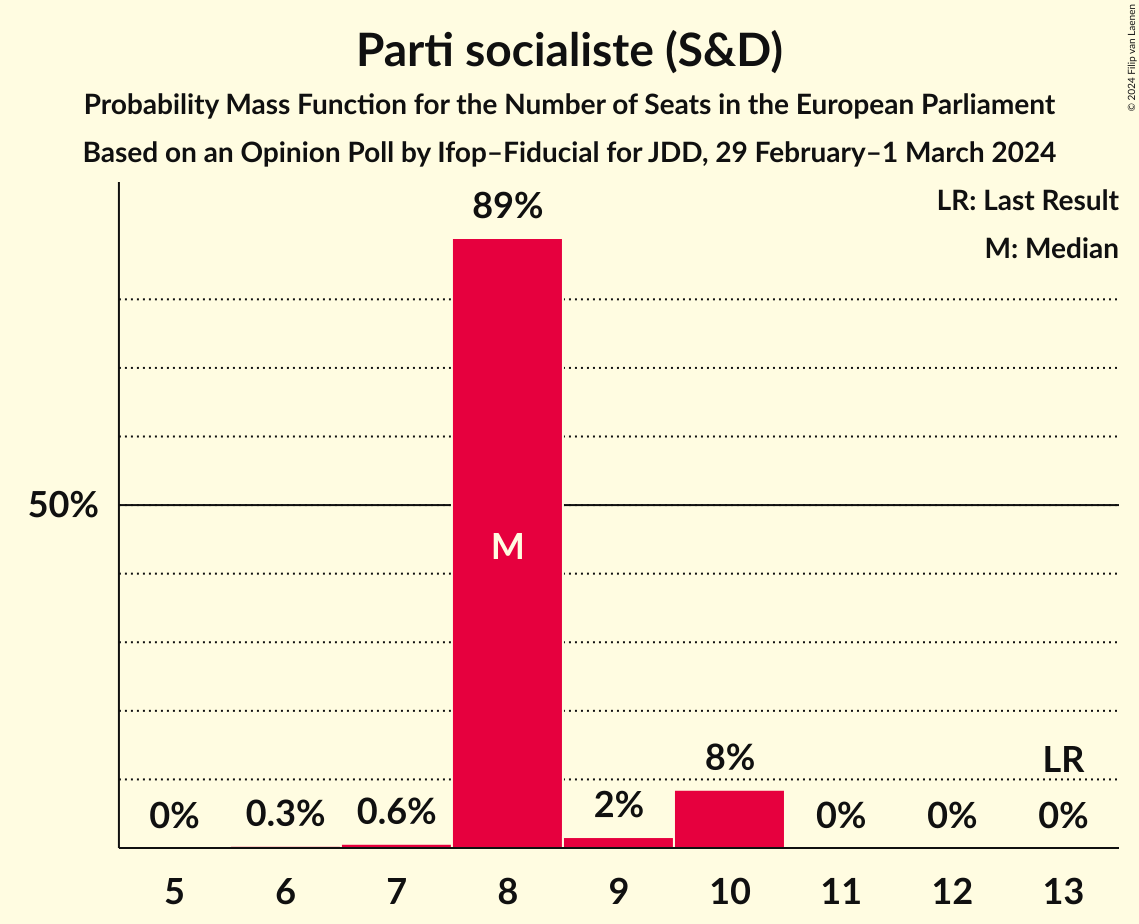 Parti socialiste (S&D)
Probability Mass Function for the Number of Seats in the European Parliament
Based on an Opinion Poll by Ifop–Fiducial for JDD, 29 February–1 March 2024
© 2024 Filip van Laenen
LR: Last Result
M: Median
89%
50%
M
8%
LR
0%
0.3%
0.6%
2%
0%
0%
0%
5 6 7 8 9 10 11 12 13